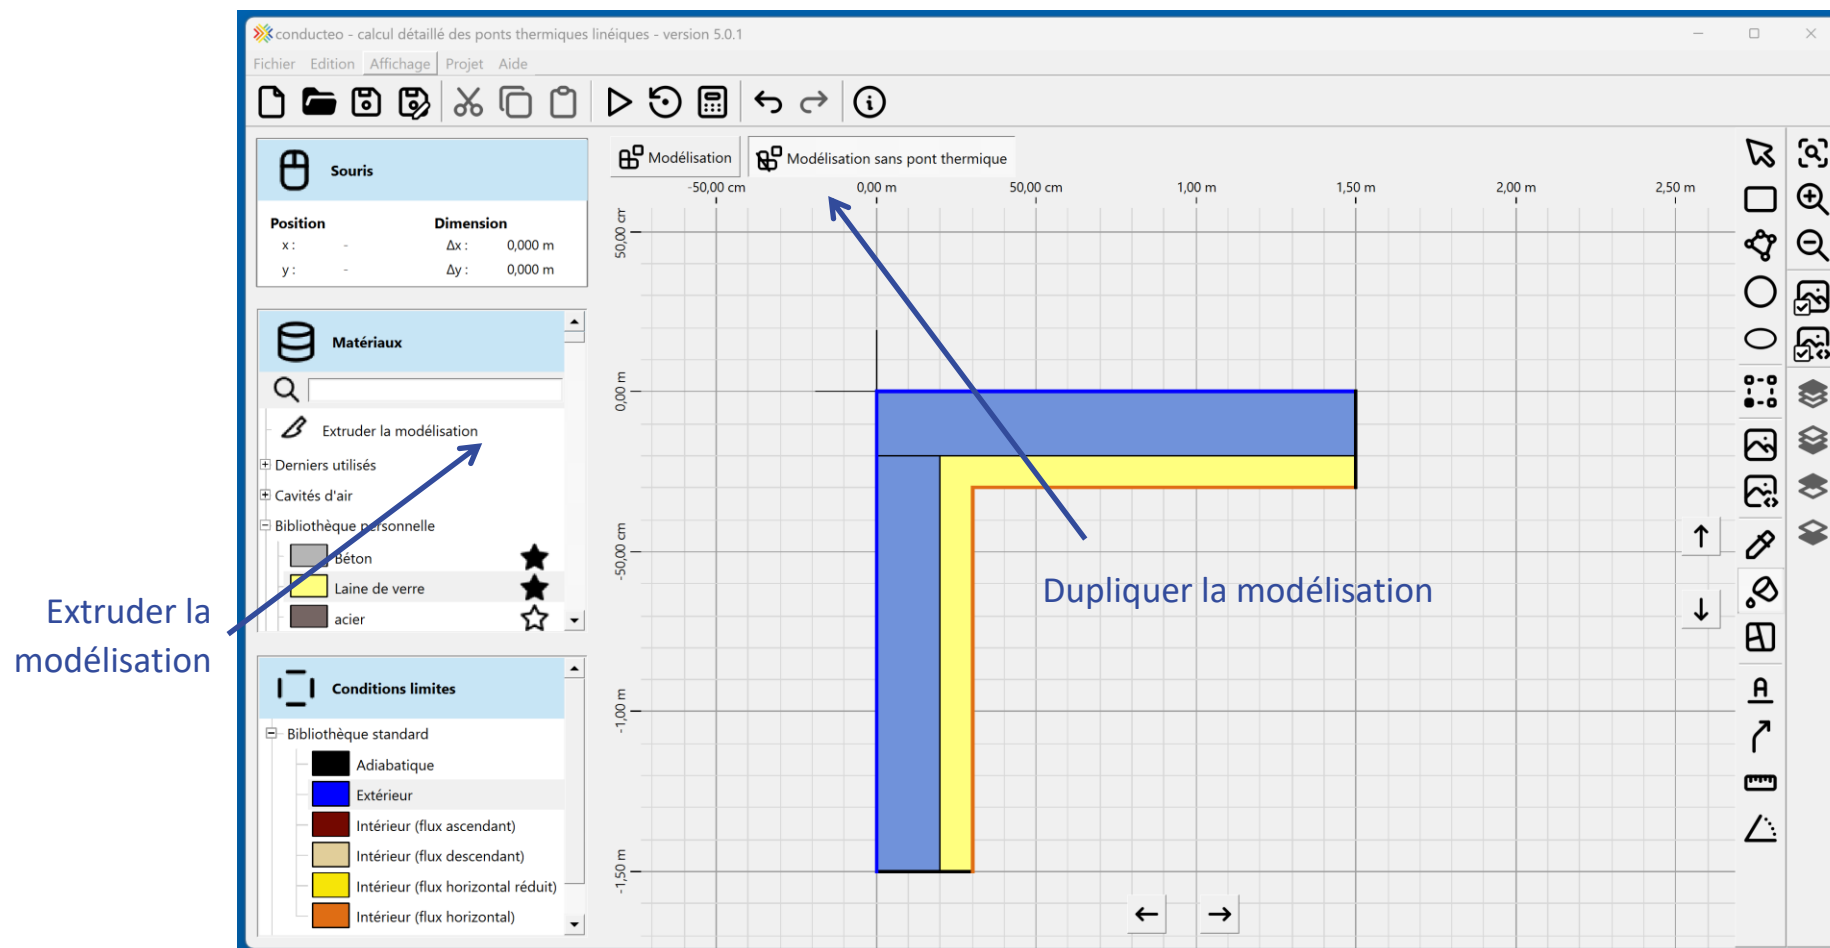 conducteo - calcul détaillé des ponts thermiques linéiques - version 5.0.1
Fichier Edition Affichage Projet Aide
Souris
Position Dimension
x : - Δx : 0,000 m
y : - Δy : 0,000 m
Matériaux
Extruder la modélisation
Derniers utilisés
Cavités d'air
Bibliothèque personnelle
Béton
Laine de verre
acier
Conditions limites
Bibliothèque standard
Adiabatique
Extérieur
Intérieur (flux ascendant)
Intérieur (flux descendant)
Intérieur (flux horizontal réduit)
Intérieur (flux horizontal)
Modélisation Modélisation sans pont thermique
-50,00 cm 0,00 m 50,00 cm 1,00 m 1,50 m 2,00 m 2,50 m
50,00 cm
0,00 m
-50,00 cm
-1,00 m
-1,50 m
Extruder la
modélisation
Dupliquer la modélisation
A